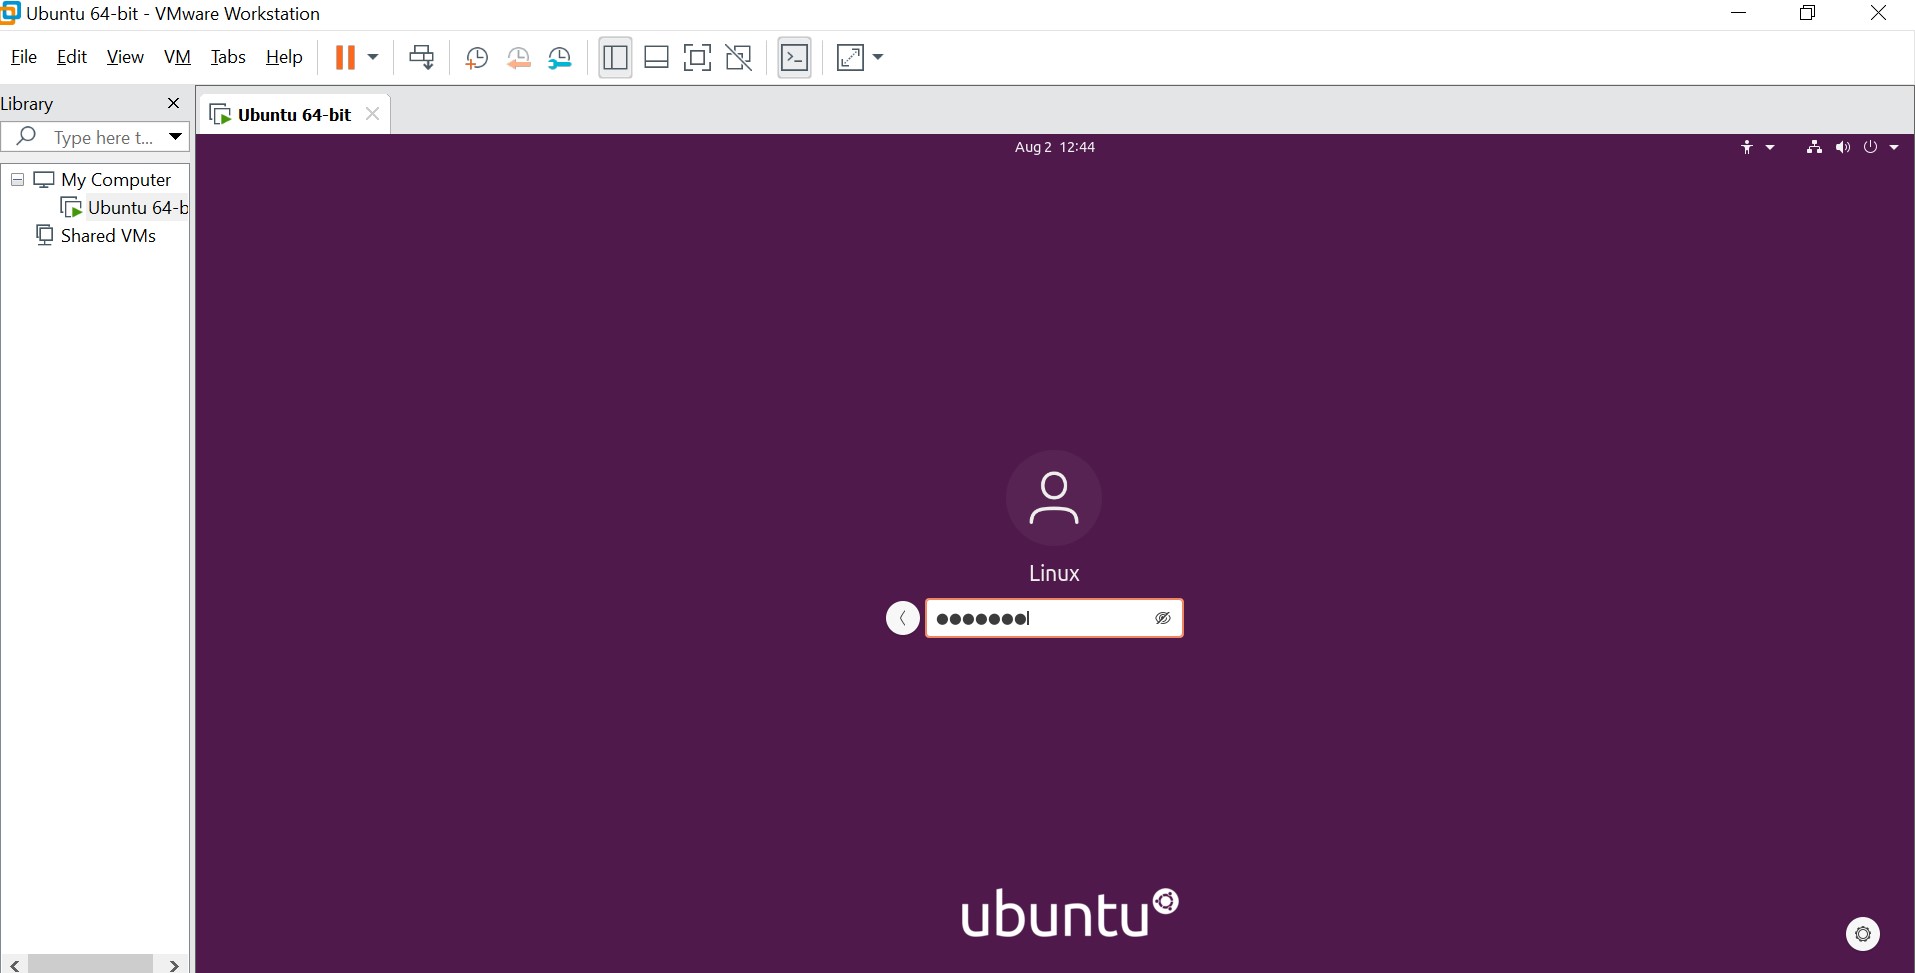 Ubuntu 64-bit - VMware Workstation
File Edit View VM Tabs Help
Library
Ubuntu 64-bit
Type here t...
Aug 2 12:44
My Computer
Ubuntu 64-b
Shared VMs
Linux
ubuntu